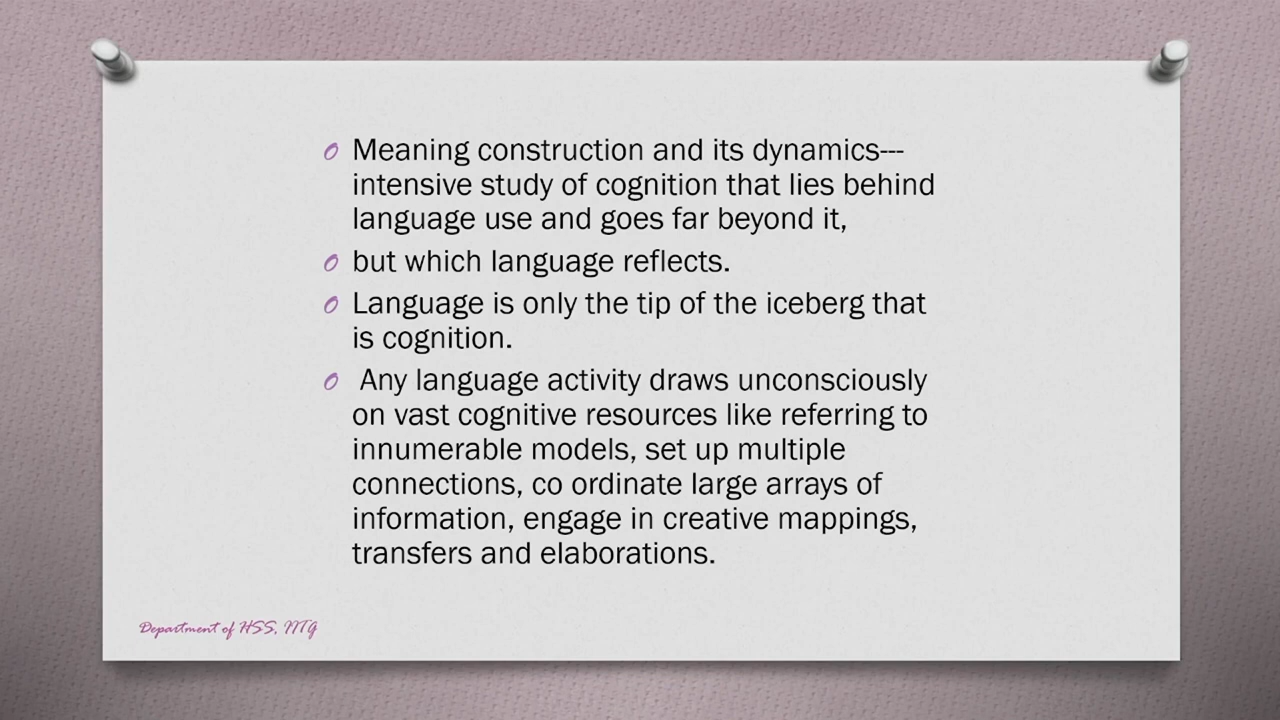 Meaning construction and its dynamics---
intensive study of cognition that lies behind
language use and goes far beyond it,
but which language reflects.
Language is only the tip of the iceberg that
is cognition.
Any language activity draws unconsciously
on vast cognitive resources like referring to
innumerable models, set up multiple
connections, co ordinate large arrays of
information, engage in creative mappings,
transfers and elaborations.
Department of HSS, IITG